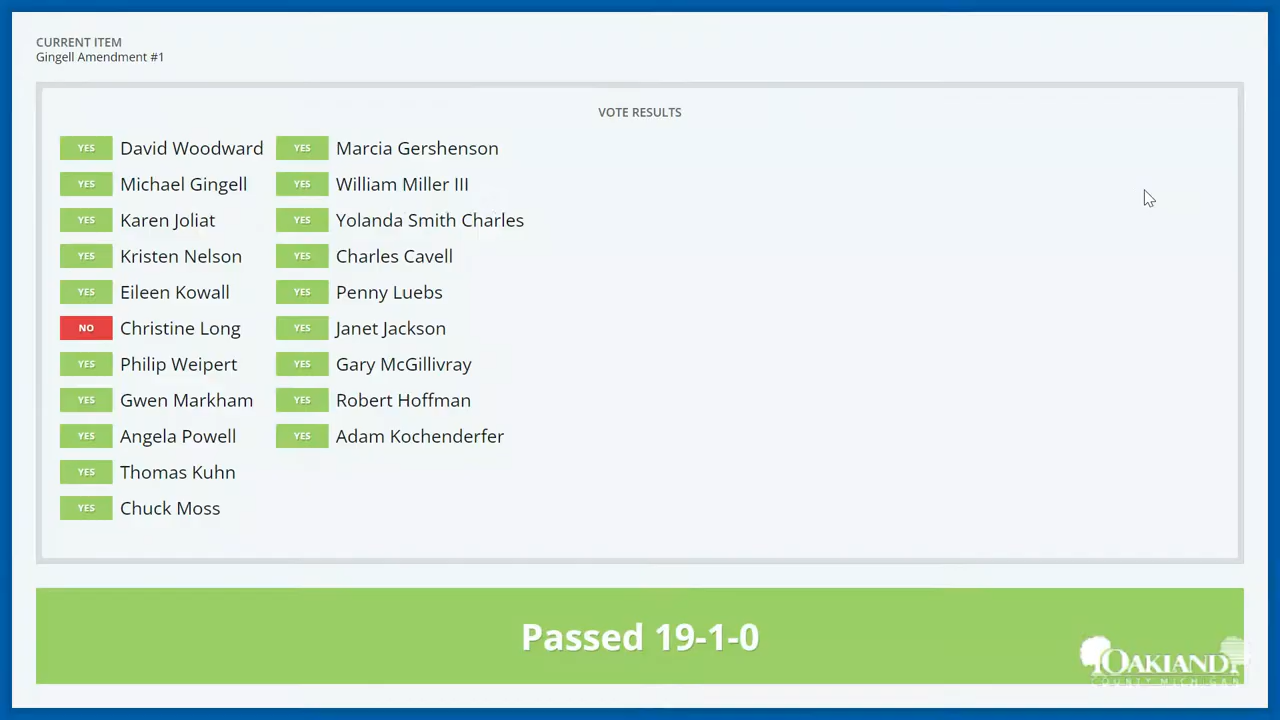 CURRENT ITEM
Gingell Amendment #1
VOTE RESULTS
YES David Woodward
YES Michael Gingell
YES Karen Joliat
YES Kristen Nelson
YES Eileen Kowall
NO Christine Long
YES Philip Weipert
YES Gwen Markham
YES Angela Powell
YES Thomas Kuhn
YES Chuck Moss
YES Marcia Gershenson
YES William Miller III
YES Yolanda Smith Charles
YES Charles Cavell
YES Penny Luebs
YES Janet Jackson
YES Gary McGillivray
YES Robert Hoffman
YES Adam Kochenderfer
Passed 19-1-0
OAKLAND
COUNTY MICHIGAN